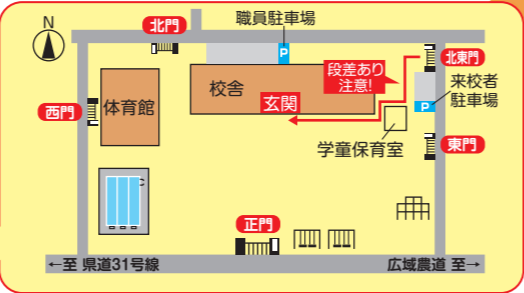 N
北門
職員駐車場
P
北東門
段差あり
注意!
校舎
玄関
来校者
駐車場
P
体育館
西門
学童保育室
東門
正門
←至 県道31号線
広域農道 至→